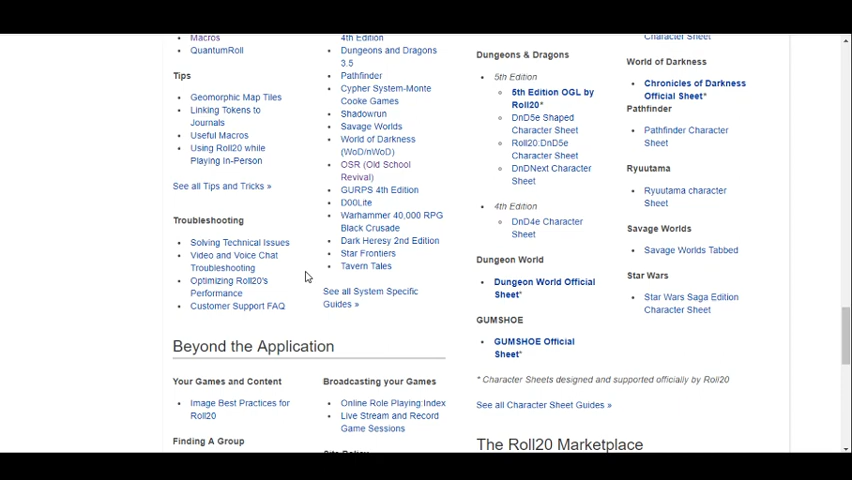 Macros
QuantumRoll
Tips
Geomorphic Map Tiles
Linking Tokens to
Journals
Useful Macros
Using Roll20 while
Playing In-Person
See all Tips and Tricks »
Troubleshooting
Solving Technical Issues
Video and Voice Chat
Troubleshooting
Optimizing Roll20's
Performance
Customer Support FAQ
4th Edition
Dungeons and Dragons
3.5
Pathfinder
Cypher System-Monte
Cooke Games
Shadowrun
Savage Worlds
World of Darkness
(WoD/nWoD)
OSR (Old School
Revival)
GURPS 4th Edition
D00Lite
Warhammer 40,000 RPG
Black Crusade
Dark Heresy 2nd Edition
Star Frontiers
Tavern Tales
See all System Specific
Guides »
Beyond the Application
Your Games and Content
Image Best Practices for
Roll20
Finding A Group
Broadcasting your Games
Online Role Playing:Index
Live Stream and Record
Game Sessions
Site Policy
Dungeons & Dragons
5th Edition
5th Edition OGL by
Roll20*
DnD5e Shaped
Character Sheet
Roll20:DnD5e
Character Sheet
DnDNext Character
Sheet
4th Edition
DnD4e Character
Sheet
Dungeon World
Dungeon World Official
Sheet*
GUMSHOE
GUMSHOE Official
Sheet*
Character Sheet
World of Darkness
Chronicles of Darkness
Official Sheet*
Pathfinder
Pathfinder Character
Sheet
Ryuutama
Ryuutama character
Sheet
Savage Worlds
Savage Worlds Tabbed
Star Wars
Star Wars Saga Edition
Character Sheet
* Character Sheets designed and supported officially by Roll20
See all Character Sheet Guides »
The Roll20 Marketplace